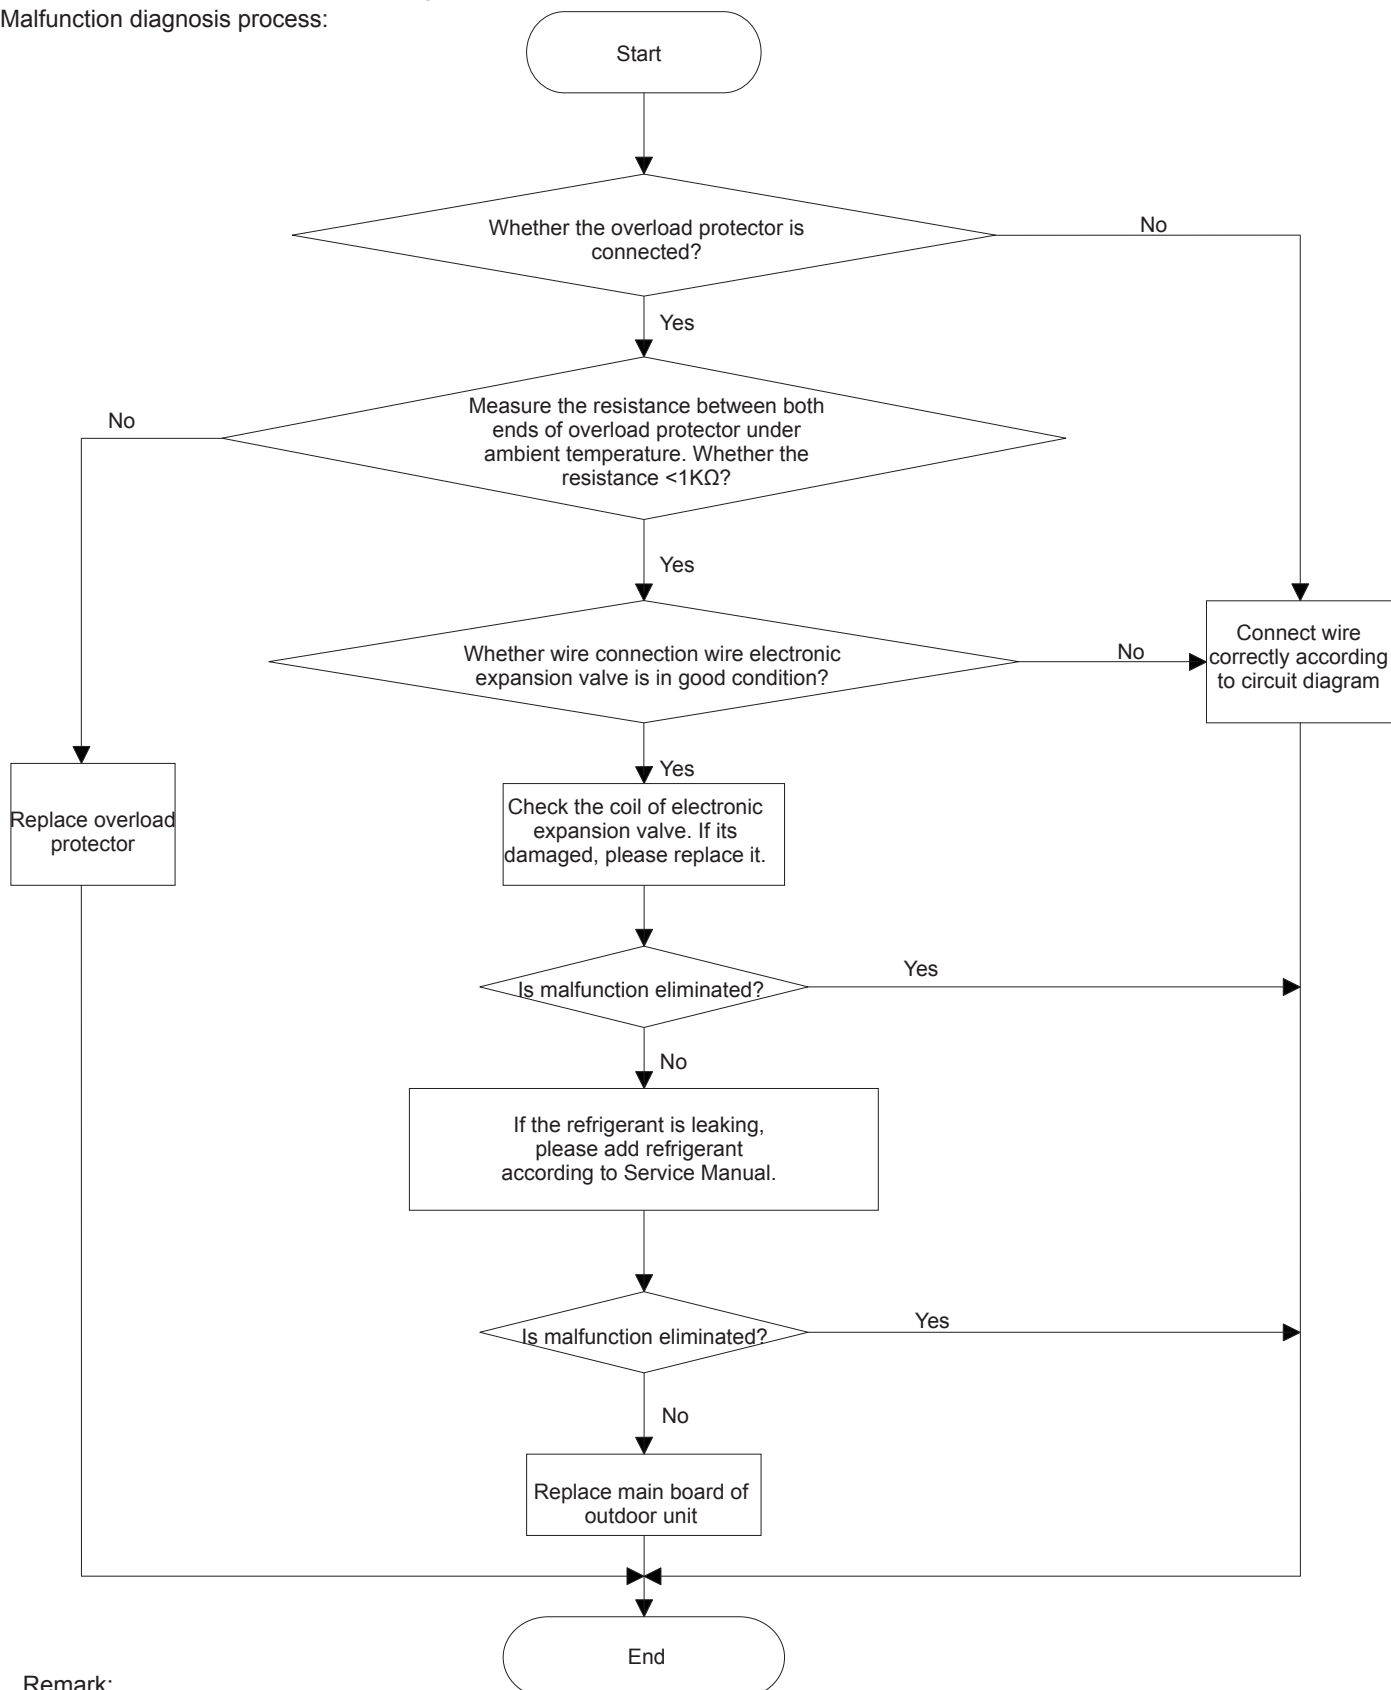 Malfunction diagnosis process:
Start
Whether the overload protector is
connected?
No
Yes
Measure the resistance between both
ends of overload protector under
ambient temperature. Whether the
resistance <1KΩ?
No
Yes
Whether wire connection wire electronic
expansion valve is in good condition?
No
Connect wire
correctly according
to circuit diagram
Yes
Replace overload
protector
Check the coil of electronic
expansion valve. If its
damaged, please replace it.
Is malfunction eliminated?
Yes
No
If the refrigerant is leaking,
please add refrigerant
according to Service Manual.
Is malfunction eliminated?
Yes
No
Replace main board of
outdoor unit
End
Remark: